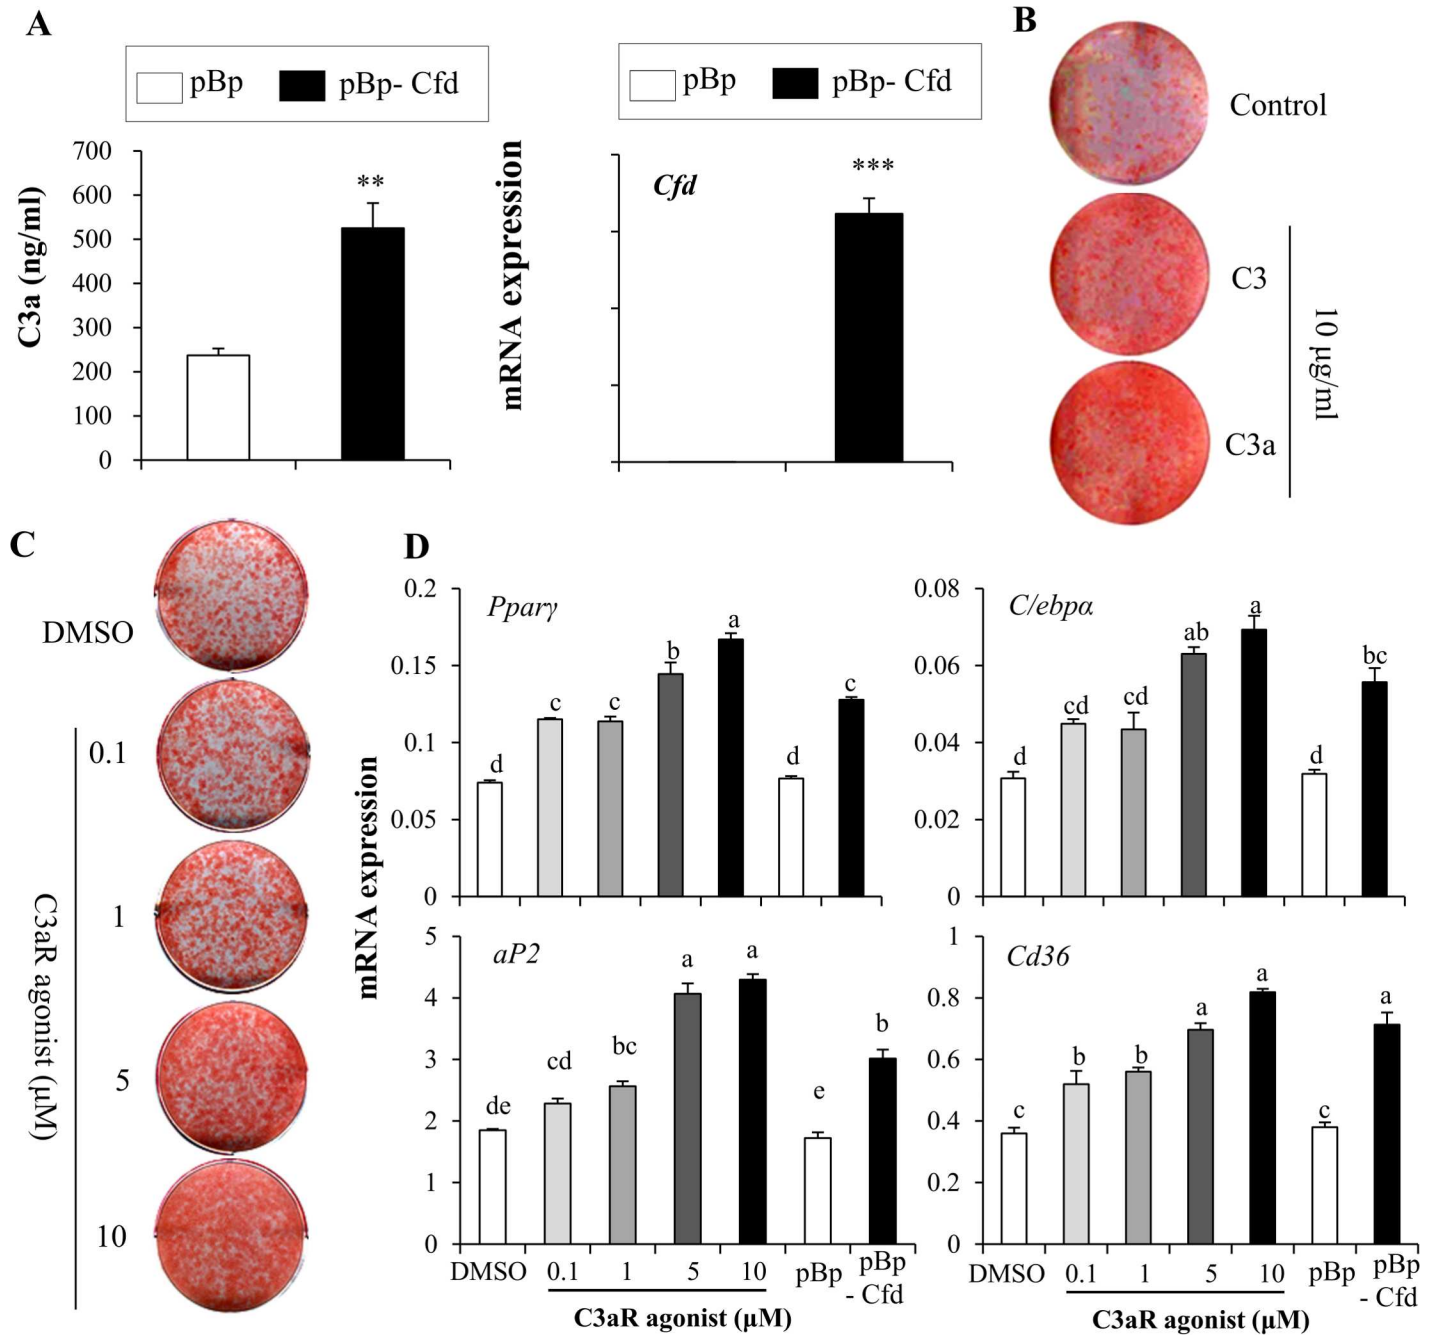 A
pBp pBp- Cfd
C3a (ng/ml)
700
600
500
400
300
200
100
0
**
pBp pBp- Cfd
mRNA expression
Cfd
***
B
Control
C3
C3a
10 μg/ml
C
DMSO
0.1
1
5
10
C3aR agonist (μM)
D
mRNA expression
Pparγ
0.2
0.15
0.1
0.05
0
d c c b a d c
C/ebpα
0.08
0.06
0.04
0.02
0
d cd cd ab a d bc
aP2
5
4
3
2
1
0
de cd bc a a e b
DMSO 0.1 1 5 10 pBp pBp
- Cfd
C3aR agonist (μM)
Cd36
1
0.8
0.6
0.4
0.2
0
c b b a a c a
DMSO 0.1 1 5 10 pBp pBp
- Cfd
C3aR agonist (μM)